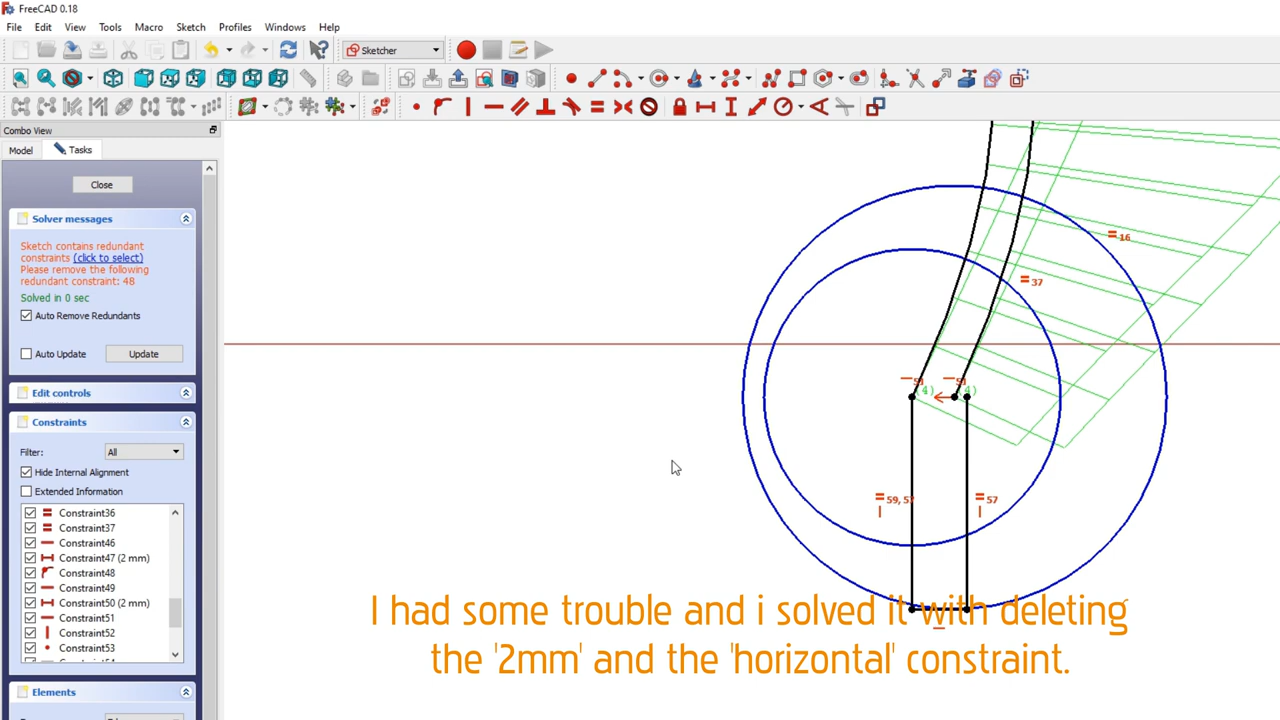 FreeCAD 0.18
File Edit View Tools Macro Sketch Profiles Windows Help
Sketcher
Combo View
Model Tasks
Close
Solver messages
Sketch contains redundant
constraints (click to select)
Please remove the following
redundant constraint: 48
Solved in 0 sec
Auto Remove Redundants
Auto Update Update
Edit controls
Constraints
Filter: All
Hide Internal Alignment
Extended Information
Constraint36
Constraint37
Constraint46
Constraint47 (2 mm)
Constraint48
Constraint49
Constraint50 (2 mm)
Constraint51
Constraint52
Constraint53
Elements
16
37
(4) (4)
57
I had some trouble and i solved it with deleting
the '2mm' and the 'horizontal' constraint.